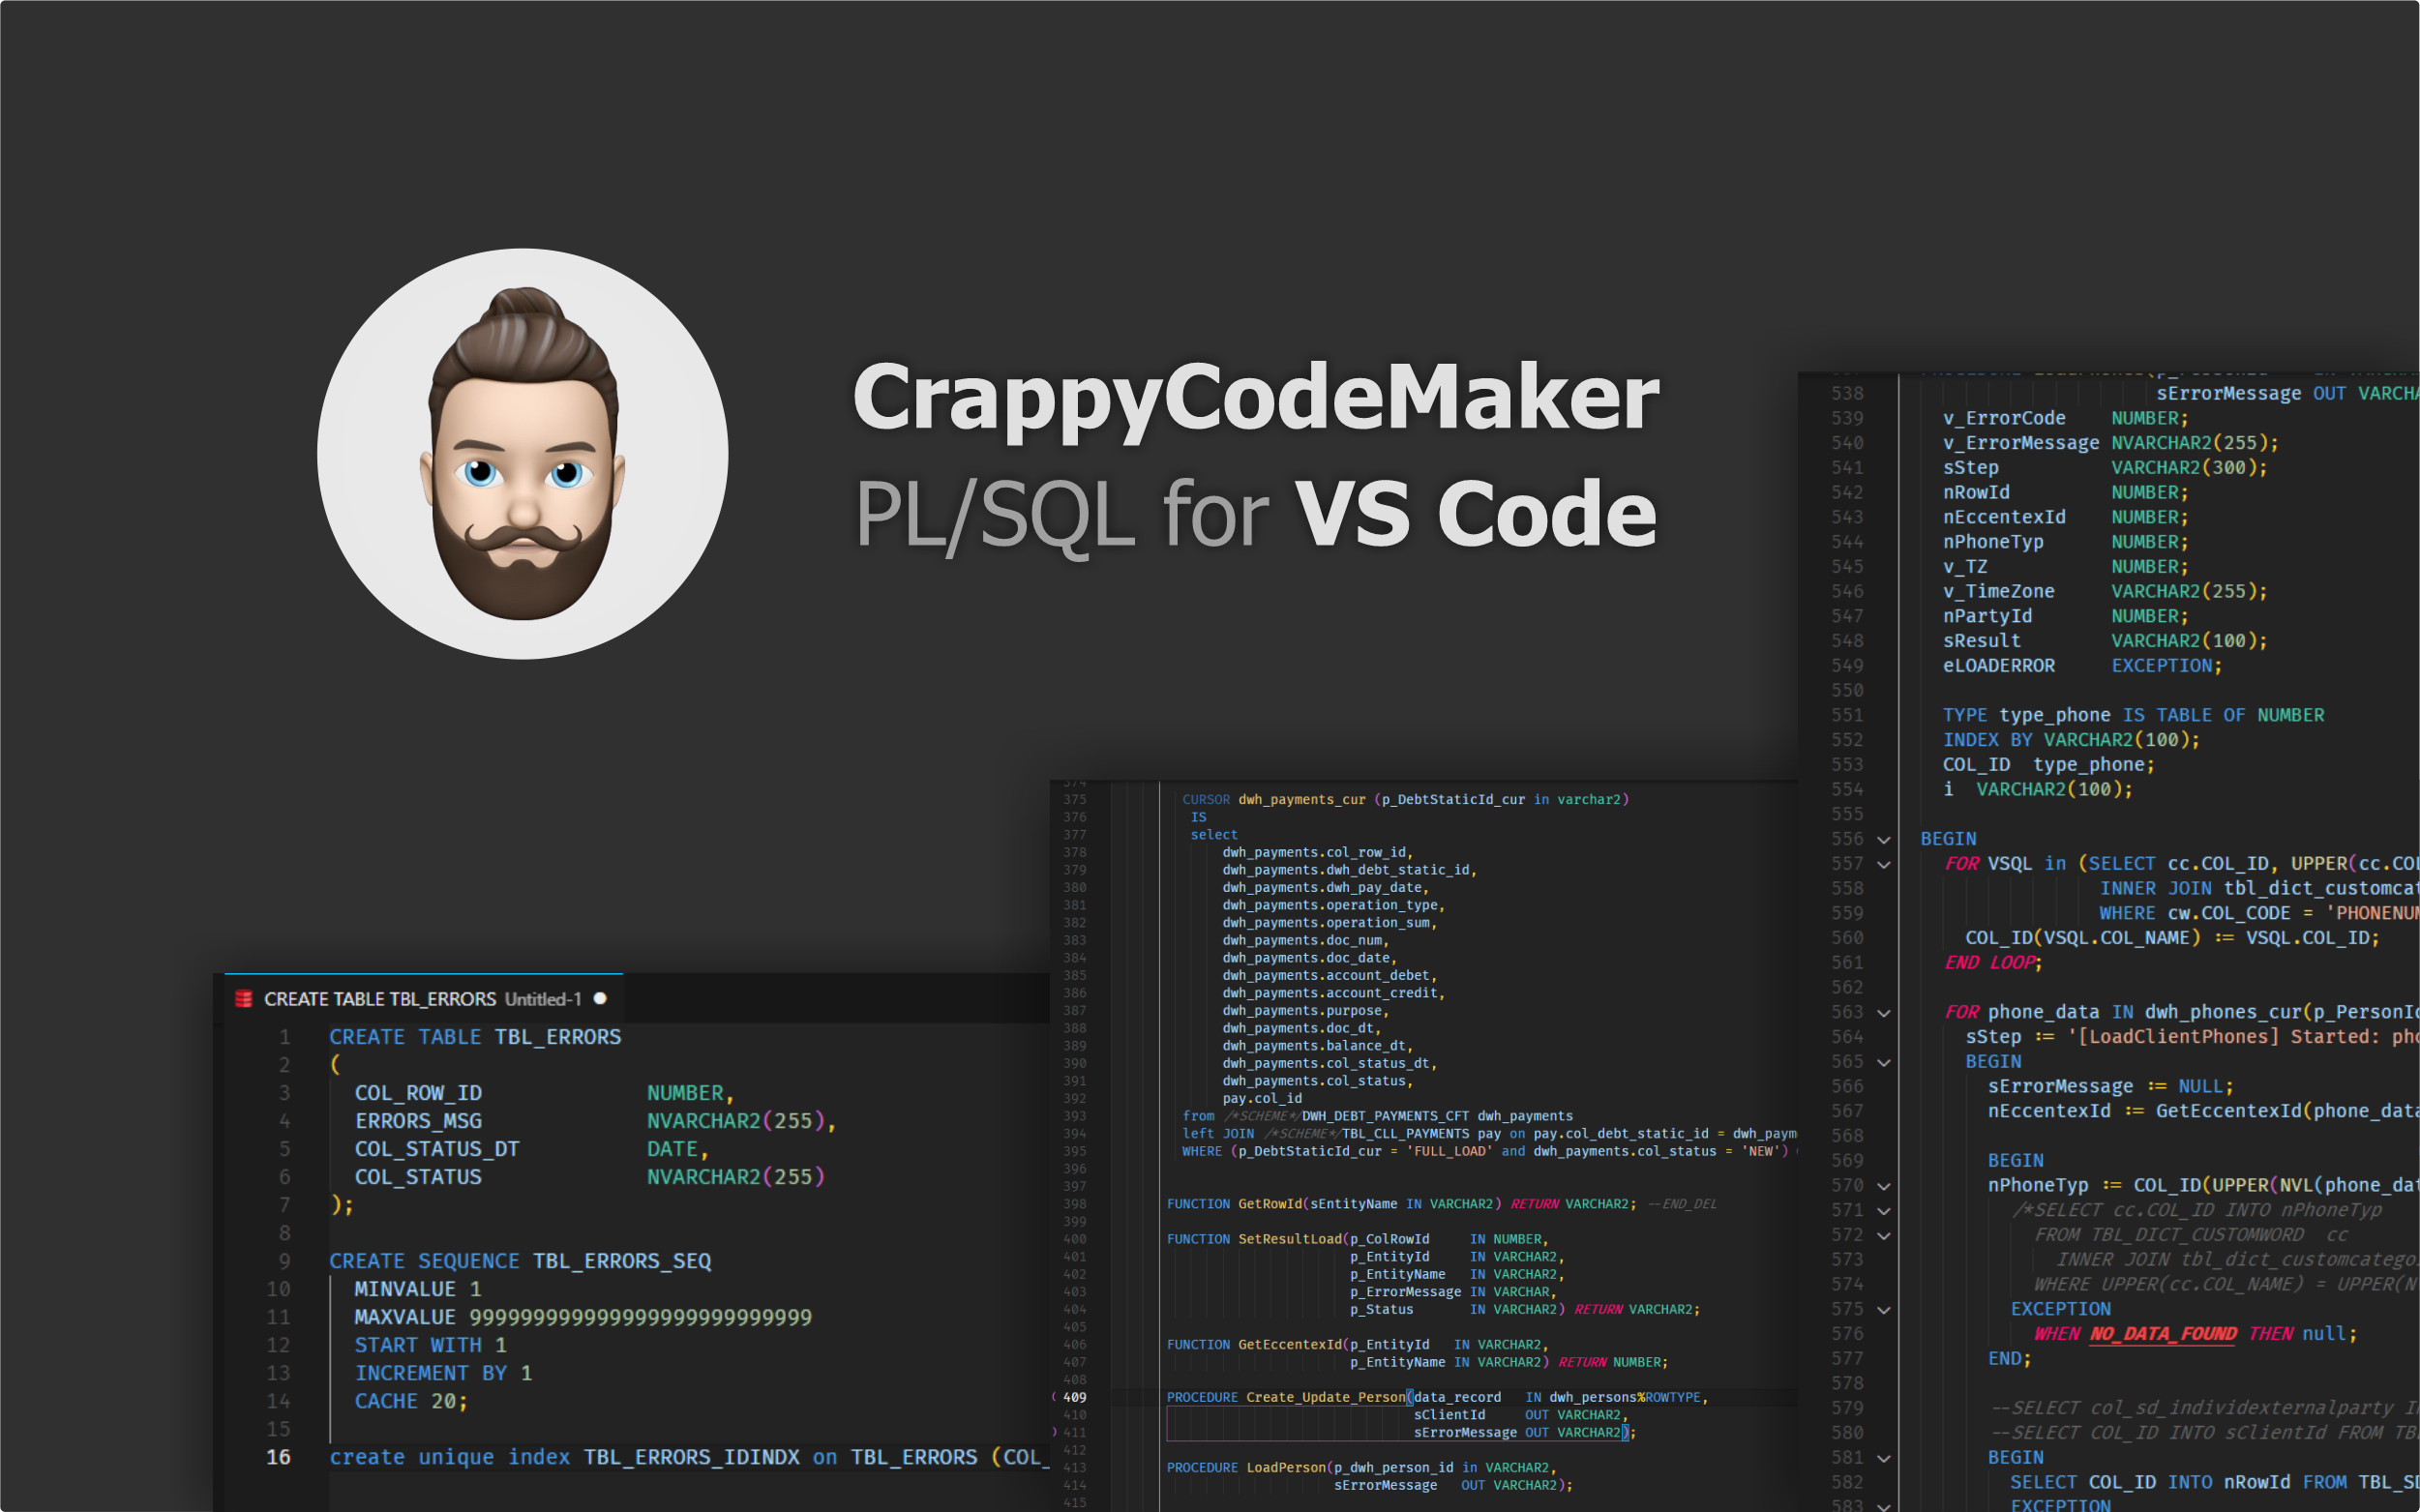 CrappyCodeMaker
PL/SQL for VS Code
CREATE TABLE TBL_ERRORS Untitled-1
1 CREATE TABLE TBL_ERRORS
2 (
3 COL_ROW_ID NUMBER,
4 ERRORS_MSG NVARCHAR2(255),
5 COL_STATUS_DT DATE,
6 COL_STATUS NVARCHAR2(255)
7 );
8
9 CREATE SEQUENCE TBL_ERRORS_SEQ
10 MINVALUE 1
11 MAXVALUE 999999999999999999999999999
12 START WITH 1
13 INCREMENT BY 1
14 CACHE 20;
15
16 create unique index TBL_ERRORS_IDINDX on TBL_ERRORS (COL_
374
375 CURSOR dwh_payments_cur (p_DebtStaticId_cur in varchar2)
376 IS
377 select
378 dwh_payments.col_row_id,
379 dwh_payments.dwh_debt_static_id,
380 dwh_payments.dwh_pay_date,
381 dwh_payments.operation_type,
382 dwh_payments.operation_sum,
383 dwh_payments.doc_num,
384 dwh_payments.doc_date,
385 dwh_payments.account_debet,
386 dwh_payments.account_credit,
387 dwh_payments.purpose,
388 dwh_payments.doc_dt,
389 dwh_payments.balance_dt,
390 dwh_payments.col_status_dt,
391 dwh_payments.col_status,
392 pay.col_id
393 from /*SCHEME*/DWH_DEBT_PAYMENTS_CFT dwh_payments
394 left JOIN /*SCHEME*/TBL_CLL_PAYMENTS pay on pay.col_debt_static_id = dwh_paym
395 WHERE (p_DebtStaticId_cur = 'FULL_LOAD' and dwh_payments.col_status = 'NEW')
396
397
398 FUNCTION GetRowId(sEntityName IN VARCHAR2) RETURN VARCHAR2; --END_DEL
399
400 FUNCTION SetResultLoad(p_ColRowId IN NUMBER,
401 p_EntityId IN VARCHAR2,
402 p_EntityName IN VARCHAR2,
403 p_ErrorMessage IN VARCHAR,
404 p_Status IN VARCHAR2) RETURN VARCHAR2;
405
406 FUNCTION GetEccentexId(p_EntityId IN VARCHAR2,
407 p_EntityName IN VARCHAR2) RETURN NUMBER;
408
( 409 PROCEDURE Create_Update_Person(data_record IN dwh_persons%ROWTYPE,
410 sClientId OUT VARCHAR2,
) 411 sErrorMessage OUT VARCHAR2);
412
413 PROCEDURE LoadPerson(p_dwh_person_id in VARCHAR2,
414 sErrorMessage OUT VARCHAR2);
415
538 sErrorMessage OUT VARCHA
539 v_ErrorCode NUMBER;
540 v_ErrorMessage NVARCHAR2(255);
541 sStep VARCHAR2(300);
542 nRowId NUMBER;
543 nEccentexId NUMBER;
544 nPhoneTyp NUMBER;
545 v_TZ NUMBER;
546 v_TimeZone VARCHAR2(255);
547 nPartyId NUMBER;
548 sResult VARCHAR2(100);
549 eLOADERROR EXCEPTION;
550
551 TYPE type_phone IS TABLE OF NUMBER
552 INDEX BY VARCHAR2(100);
553 COL_ID type_phone;
554 i VARCHAR2(100);
555
556 BEGIN
557 FOR VSQL in (SELECT cc.COL_ID, UPPER(cc.COL
558 INNER JOIN tbl_dict_customcat
559 WHERE cw.COL_CODE = 'PHONENUM
560 COL_ID(VSQL.COL_NAME) := VSQL.COL_ID;
561 END LOOP;
562
563 FOR phone_data IN dwh_phones_cur(p_PersonId
564 sStep := '[LoadClientPhones] Started: pho
565 BEGIN
566 sErrorMessage := NULL;
567 nEccentexId := GetEccentexId(phone_data
568
569 BEGIN
570 nPhoneTyp := COL_ID(UPPER(NVL(phone_dat
571 /*SELECT cc.COL_ID INTO nPhoneTyp
572 FROM TBL_DICT_CUSTOMWORD cc
573 INNER JOIN tbl_dict_customcatego
574 WHERE UPPER(cc.COL_NAME) = UPPER(N
575 EXCEPTION
576 WHEN NO_DATA_FOUND THEN null;
577 END;
578
579 --SELECT col_sd_individexternalparty I
580 --SELECT COL_ID INTO sClientId FROM TB
581 BEGIN
582 SELECT COL_ID INTO nRowId FROM TBL_S
583 EXCEPTION